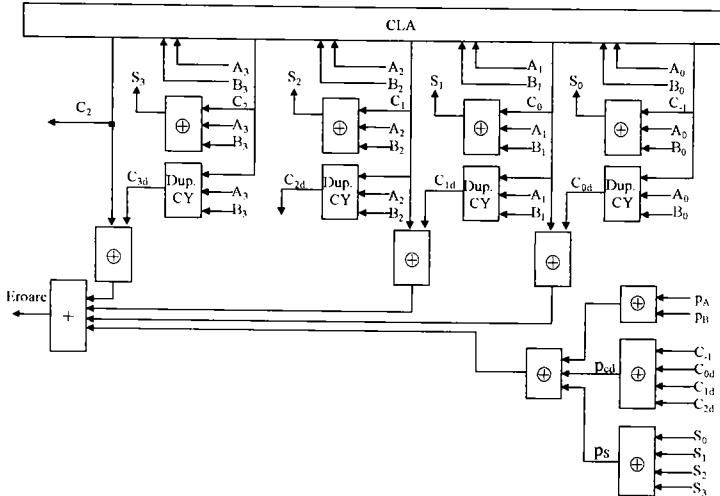 CLA
A₃ A₂ A₁ A₀
B₃ B₂ B₁ B₀
S₃ S₂ S₁ S₀
C₂ C₂ C₁ C₀ C₋₁
A₃ A₂ A₁ A₀
B₃ B₂ B₁ B₀
C₃d Dup. CY C₂d Dup. CY C₁d Dup. CY C₀d Dup. CY
A₃ A₂ A₁ A₀
B₃ B₂ B₁ B₀
⊕ ⊕ ⊕
Eroare
+
⊕ pA
pB
C₋₁
C₀d
⊕ pcd ⊕ C₁d
C₂d
S₀
S₁
pS ⊕ S₂
S₃